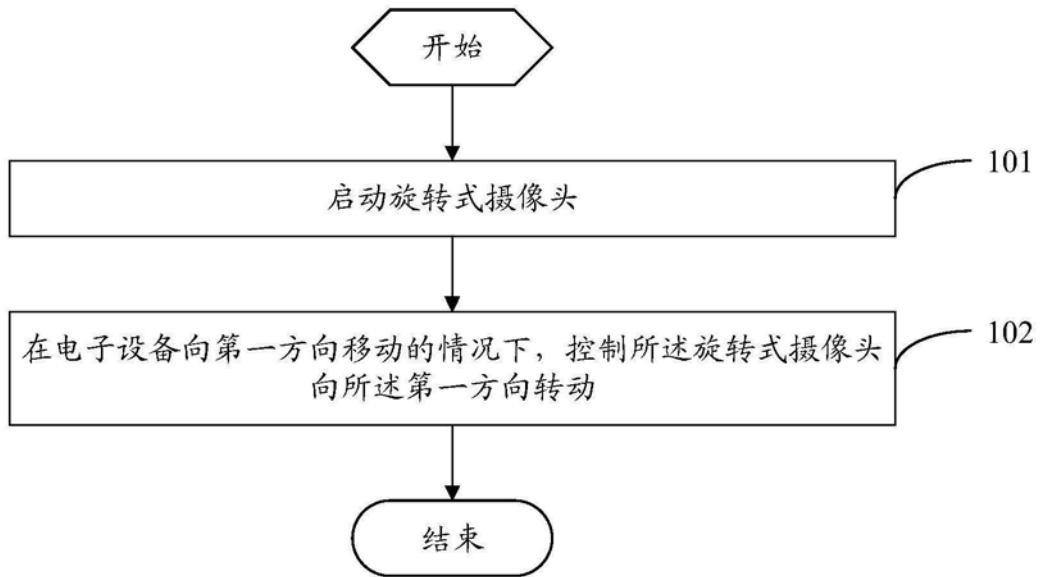 开始
启动旋转式摄像头
101
在电子设备向第一方向移动的情况下，控制所述旋转式摄像头
向所述第一方向转动
102
结束